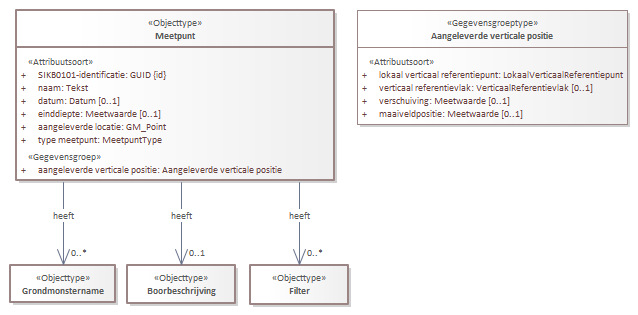 «Objecttype»
Meetpunt
«Attribuutsoort»
+ SIKB0101-identificatie: GUID {id}
+ naam: Tekst
+ datum: Datum [0..1]
+ einddiepte: Meetwaarde [0..1]
+ aangeleverde locatie: GM_Point
+ type meetpunt: MeetpuntType
«Gegevensgroep»
+ aangeleverde verticale positie: Aangeleverde verticale positie
«Gegevensgroeptype»
Aangeleverde verticale positie
«Attribuutsoort»
+ lokaal verticaal referentiepunt: LokaalVerticaalReferentiepunt
+ verticaal referentievlak: VerticaalReferentievlak [0..1]
+ verschuiving: Meetwaarde [0..1]
+ maaiveldpositie: Meetwaarde [0..1]
heeft
heeft
heeft
0..*
0..1
0..*
«Objecttype»
Grondmonstername
«Objecttype»
Boorbeschrijving
«Objecttype»
Filter